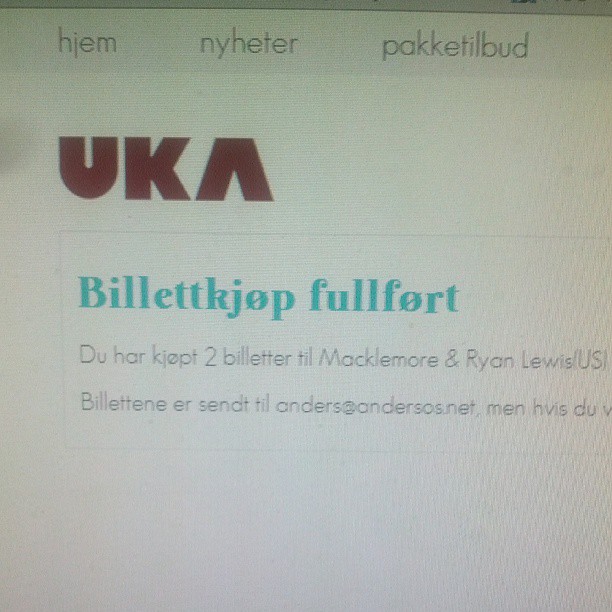 hjem nyheter pakketilbud
UKA
Billettkjøp fullført
Du har kjøpt 2 billetter til Macklemore & Ryan Lewis(US)
Billettene er sendt til anders@andersos.net, men hvis du v